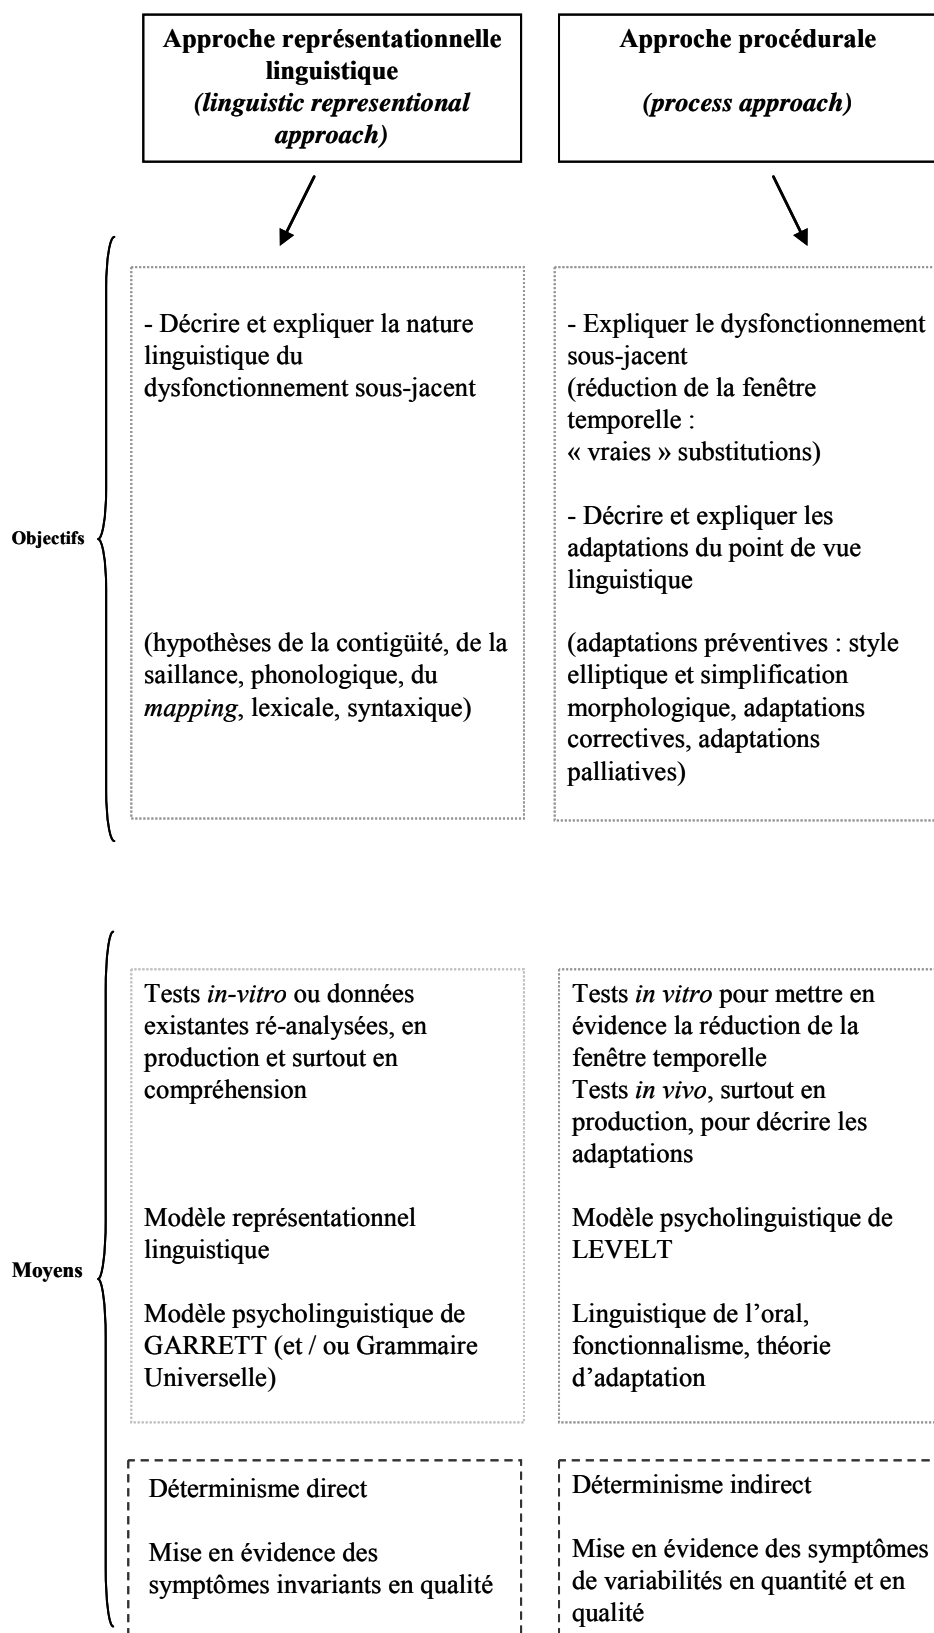 Approche représentationnelle
linguistique
(linguistic representional
approach)
Approche procédurale
(process approach)
Objectifs
- Décrire et expliquer la nature
linguistique du
dysfonctionnement sous-jacent
(hypothèses de la contigüité, de la
saillance, phonologique, du
mapping, lexicale, syntaxique)
- Expliquer le dysfonctionnement
sous-jacent
(réduction de la fenêtre
temporelle :
« vraies » substitutions)
- Décrire et expliquer les
adaptations du point de vue
linguistique
(adaptations préventives : style
elliptique et simplification
morphologique, adaptations
correctives, adaptations
palliatives)
Moyens
Tests in-vitro ou données
existantes ré-analysées, en
production et surtout en
compréhension
Modèle représentationnel
linguistique
Modèle psycholinguistique de
GARRETT (et / ou Grammaire
Universelle)
Tests in vitro pour mettre en
évidence la réduction de la
fenêtre temporelle
Tests in vivo, surtout en
production, pour décrire les
adaptations
Modèle psycholinguistique de
LEVELT
Linguistique de l’oral,
fonctionnalisme, théorie
d’adaptation
Déterminisme direct
Mise en évidence des
symptômes invariants en qualité
Déterminisme indirect
Mise en évidence des symptômes
de variabilités en quantité et en
qualité